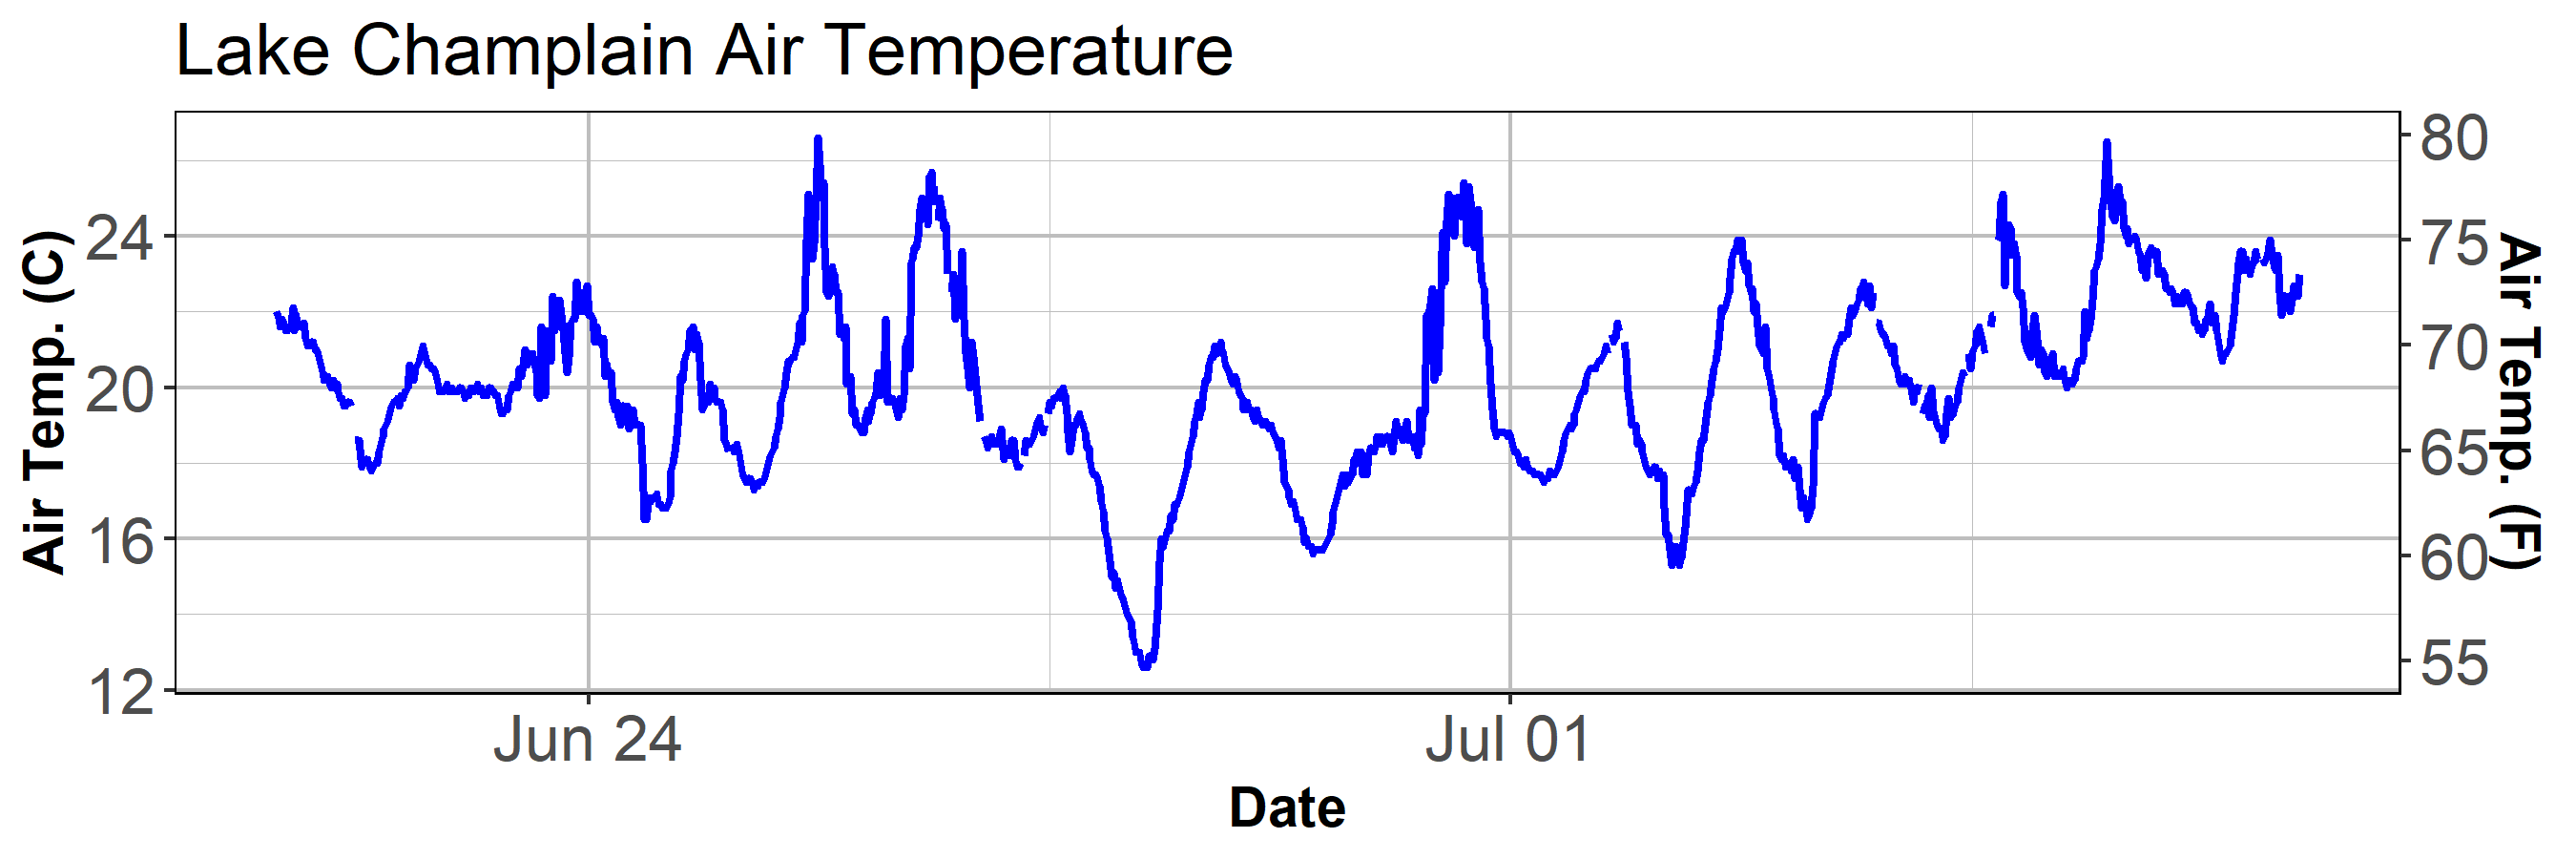 Lake Champlain Air Temperature
Air Temp. (C)
24
20
16
12
80
75
70
65
60
55
Air Temp. (F)
Jun 24
Jul 01
Date